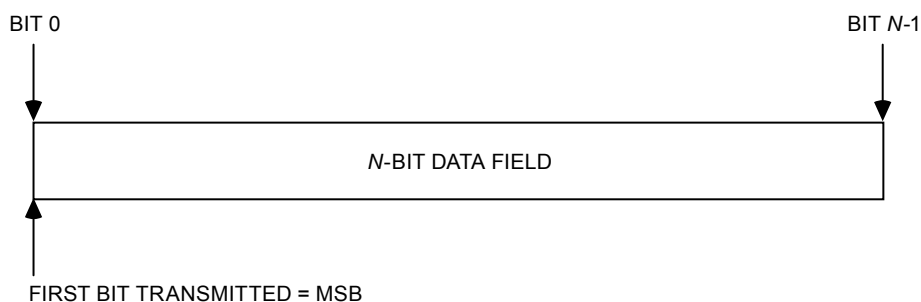 BIT 0
BIT N-1
N-BIT DATA FIELD
FIRST BIT TRANSMITTED = MSB